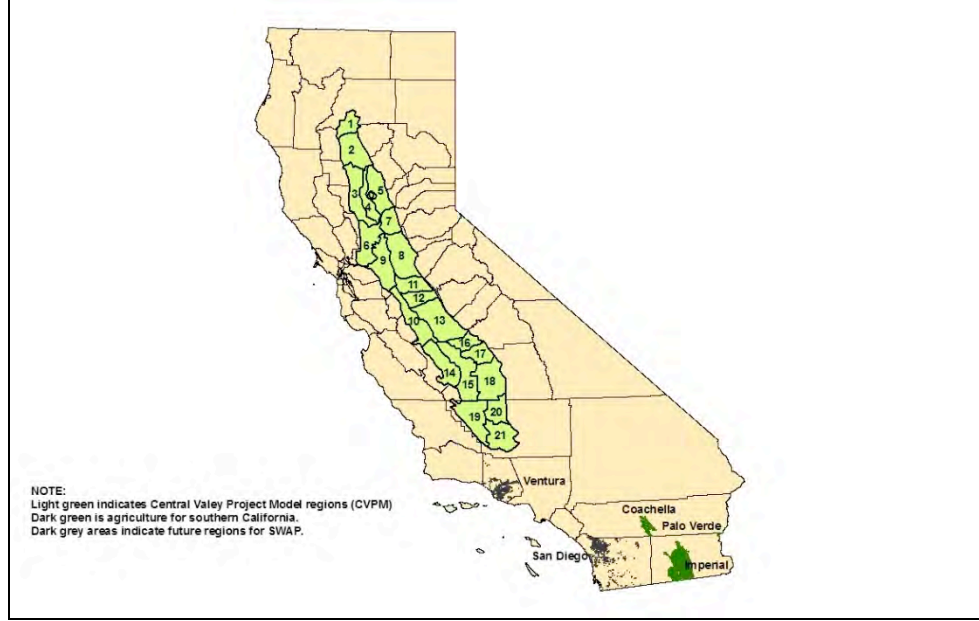 1
2
3
5
4
7
6
9
8
11
12
10
13
16
17
14
15
18
19
20
21
Ventura
NOTE:
Light green indicates Central Valey Project Model regions (CVPM)
Dark green is agriculture for southern California.
Dark grey areas indicate future regions for SWAP.
Coachella
Palo Verde
San Diego
Imperial